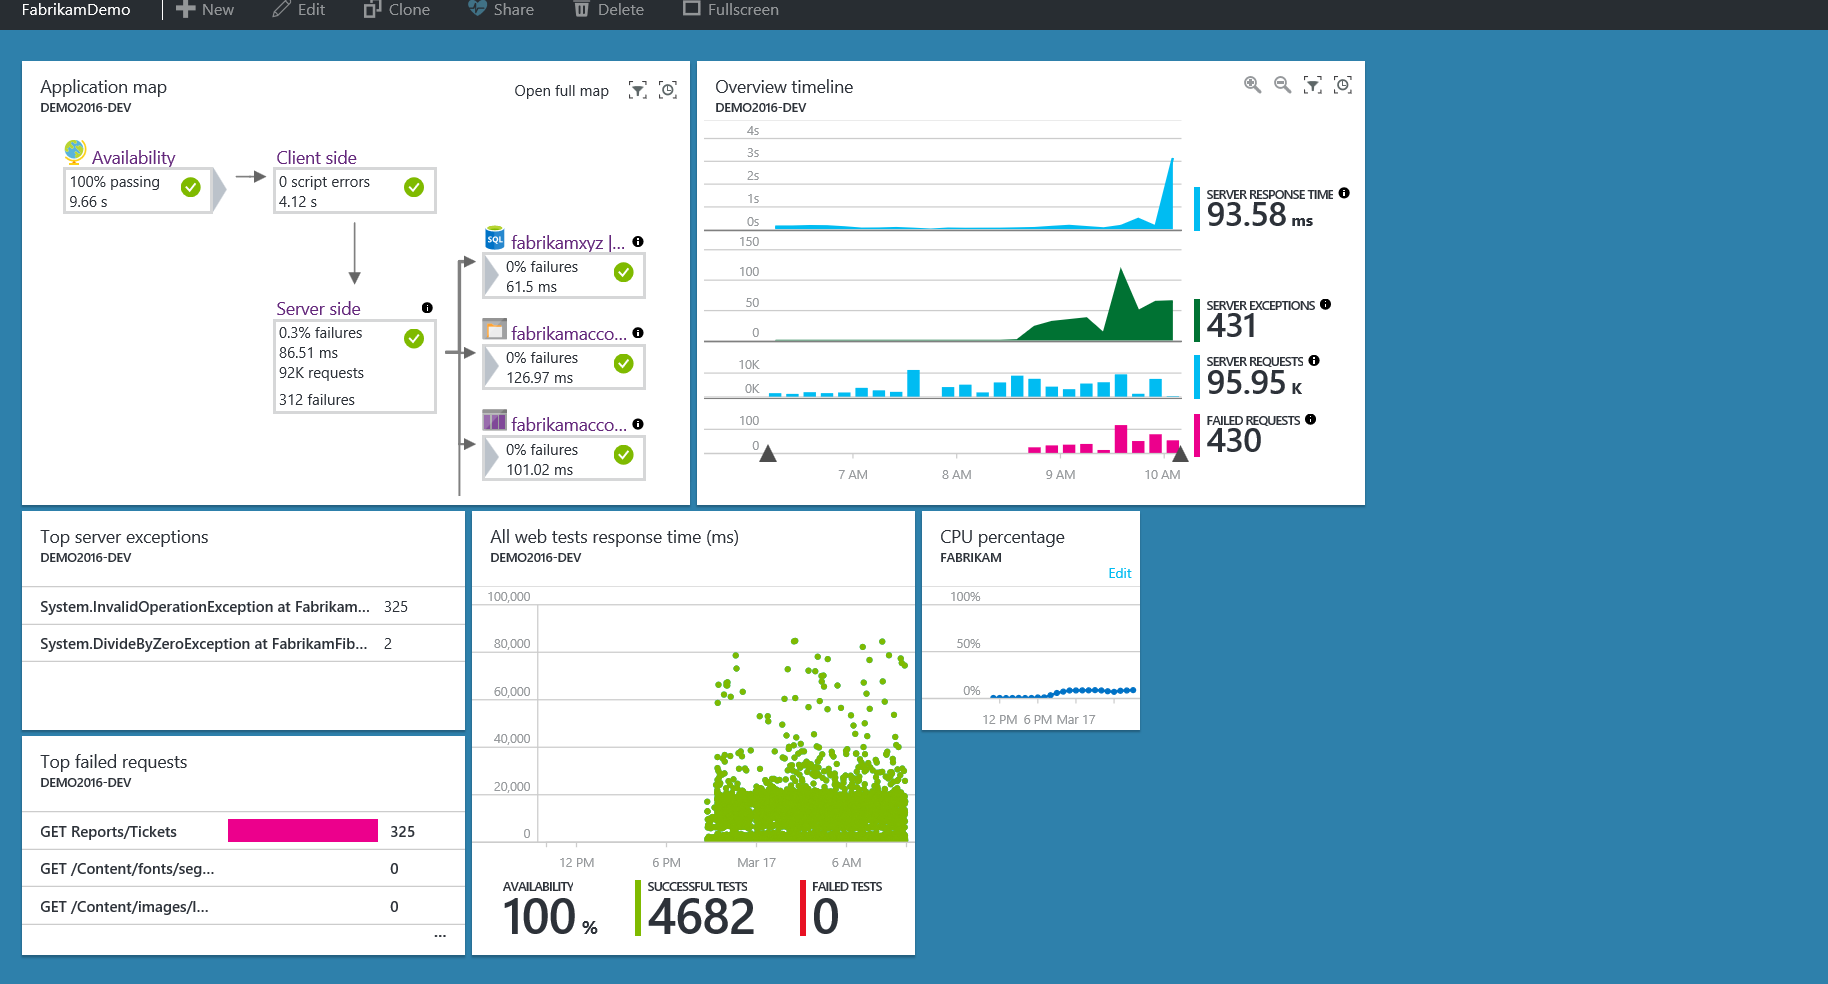 FabrikamDemo
New
Edit
Clone
Share
Delete
Fullscreen
Application map
DEMO2016-DEV
Open full map
Availability
100% passing
9.66 s
Client side
0 script errors
4.12 s
Server side
0.3% failures
86.51 ms
92K requests
312 failures
SQL
fabrikamxyz |...
0% failures
61.5 ms
fabrikamacco...
0% failures
126.97 ms
fabrikamacco...
0% failures
101.02 ms
Overview timeline
DEMO2016-DEV
4s
3s
2s
1s
0s
150
100
50
0
10K
0K
100
0
7 AM
8 AM
9 AM
10 AM
SERVER RESPONSE TIME
93.58 ms
SERVER EXCEPTIONS
431
SERVER REQUESTS
95.95 K
FAILED REQUESTS
430
Top server exceptions
DEMO2016-DEV
System.InvalidOperationException at Fabrikam... 325
System.DivideByZeroException at FabrikamFib... 2
Top failed requests
DEMO2016-DEV
GET Reports/Tickets 325
GET /Content/fonts/seg... 0
GET /Content/images/l... 0
...
All web tests response time (ms)
DEMO2016-DEV
100,000
80,000
60,000
40,000
20,000
0
12 PM
6 PM
Mar 17
6 AM
AVAILABILITY
100 %
SUCCESSFUL TESTS
4682
FAILED TESTS
0
CPU percentage
FABRIKAM
Edit
100%
50%
0%
12 PM 6 PM Mar 17